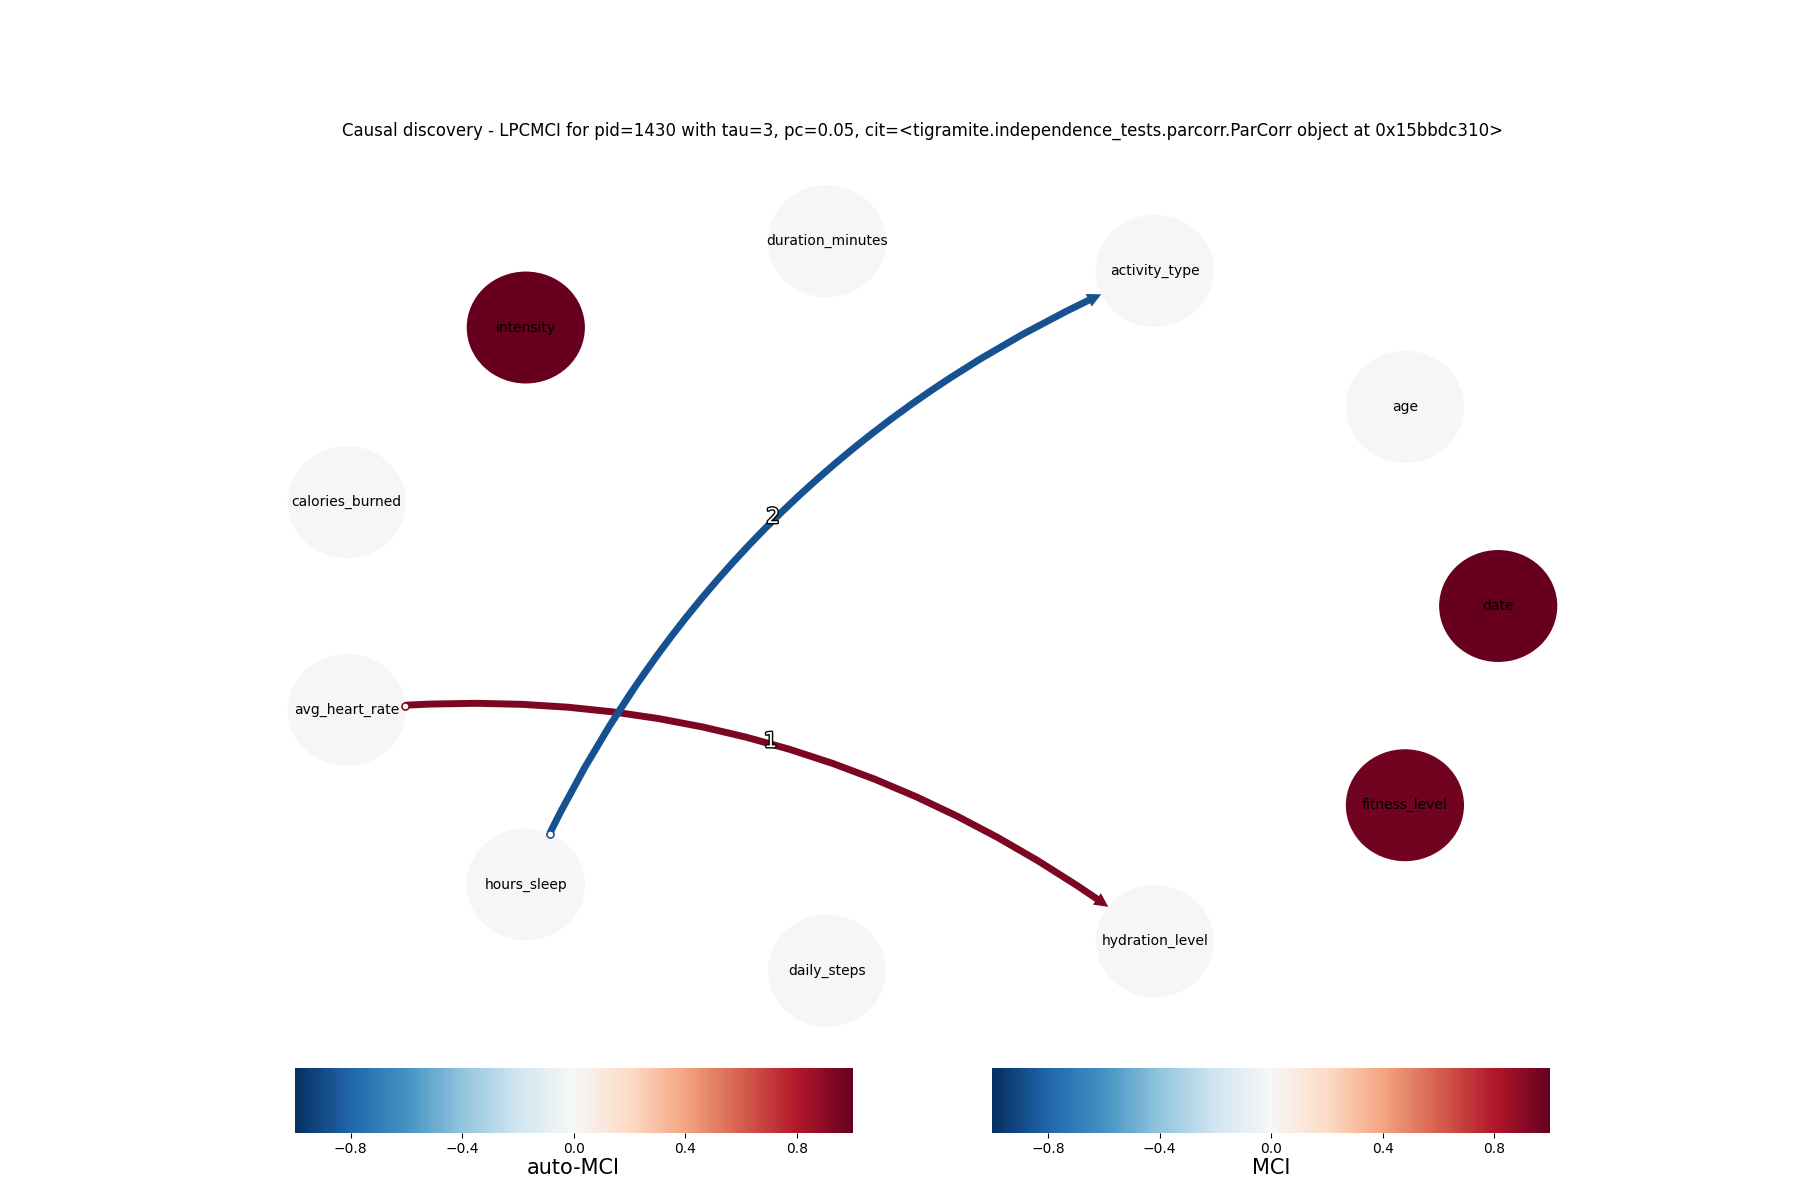 Causal discovery - LPCMCI for pid=1430 with tau=3, pc=0.05, cit=<tigramite.independence_tests.parcorr.ParCorr object at 0x15bbdc310>
duration_minutes
activity_type
intensity
age
calories_burned
2
date
avg_heart_rate
1
fitness_level
hours_sleep
hydration_level
daily_steps
−0.8 −0.4 0.0 0.4 0.8
auto-MCI
−0.8 −0.4 0.0 0.4 0.8
MCI